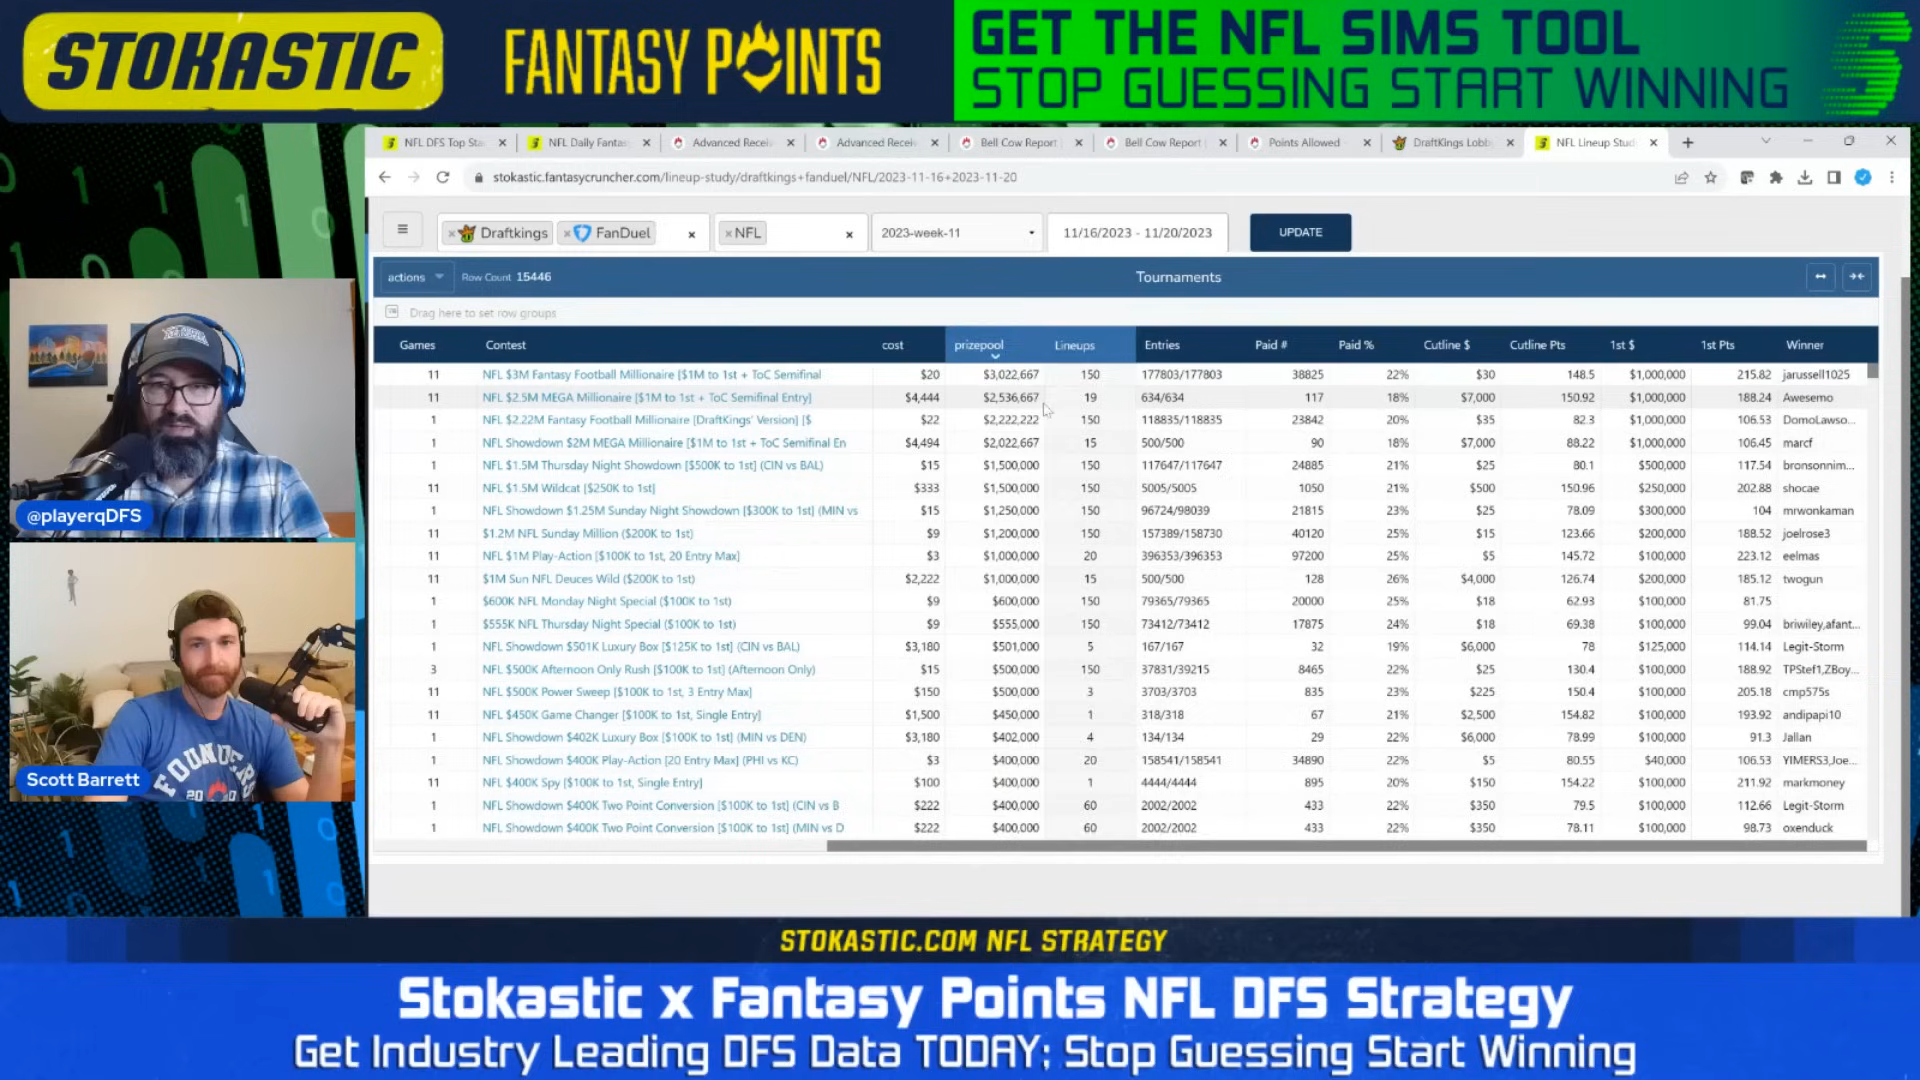 STOKASTIC
FANTASY POINTS
GET THE NFL SIMS TOOL
STOP GUESSING START WINNING
NFL DFS Top Sta
NFL Daily Fantas
Advanced Recei
Advanced Recei
Bell Cow Report
Bell Cow Report
Points Allowed
DraftKings Lobb
NFL Lineup Stud
stokastic.fantasycruncher.com/lineup-study/draftkings+fanduel/NFL/2023-11-16+2023-11-20
Draftkings FanDuel NFL 2023-week-11 11/16/2023 - 11/20/2023 UPDATE
actions Row Count 15446 Tournaments
Drag here to set row groups
Games Contest cost prizepool Lineups Entries Paid # Paid % Cutline $ Cutline Pts 1st $ 1st Pts Winner
11 NFL $3M Fantasy Football Millionaire [$1M to 1st + ToC Semifinal $20 $3,022,667 150 177803/177803 38825 22% $30 148.5 $1,000,000 215.82 jarussell1025
11 NFL $2.5M MEGA Millionaire [$1M to 1st + ToC Semifinal Entry] $4,444 $2,536,667 19 634/634 117 18% $7,000 150.92 $1,000,000 188.24 Awesemo
1 NFL $2.22M Fantasy Football Millionaire [DraftKings' Version] [$ $22 $2,222,222 150 118835/118835 23842 20% $35 82.3 $1,000,000 106.53 DomoLawso...
1 NFL Showdown $2M MEGA Millionaire [$1M to 1st + ToC Semifinal En $4,494 $2,022,667 15 500/500 90 18% $7,000 88.22 $1,000,000 106.45 marcf
1 NFL $1.5M Thursday Night Showdown [$500K to 1st] (CIN vs BAL) $15 $1,500,000 150 117647/117647 24885 21% $25 80.1 $500,000 117.54 bronsonnim...
11 NFL $1.5M Wildcat [$250K to 1st] $333 $1,500,000 150 5005/5005 1050 21% $500 150.96 $250,000 202.88 shocae
1 NFL Showdown $1.25M Sunday Night Showdown [$300K to 1st] (MIN vs $15 $1,250,000 150 96724/98039 21815 23% $25 78.09 $300,000 104 mrwonkaman
11 $1.2M NFL Sunday Million ($200K to 1st) $9 $1,200,000 150 157389/158730 40120 25% $15 123.66 $200,000 188.52 joelrose3
11 NFL $1M Play-Action [$100K to 1st, 20 Entry Max] $3 $1,000,000 20 396353/396353 97200 25% $5 145.72 $100,000 223.12 eelmas
11 $1M Sun NFL Deuces Wild ($200K to 1st) $2,222 $1,000,000 15 500/500 128 26% $4,000 126.74 $200,000 185.12 twogun
1 $600K NFL Monday Night Special ($100K to 1st) $9 $600,000 150 79365/79365 20000 25% $18 62.93 $100,000 81.75
1 $555K NFL Thursday Night Special ($100K to 1st) $9 $555,000 150 73412/73412 17875 24% $18 69.38 $100,000 99.04 briwiley,afant...
1 NFL Showdown $501K Luxury Box [$125K to 1st] (CIN vs BAL) $3,180 $501,000 5 167/167 32 19% $6,000 78 $125,000 114.14 Legit-Storm
3 NFL $500K Afternoon Only Rush [$100K to 1st] (Afternoon Only) $15 $500,000 150 37831/39215 8465 22% $25 130.4 $100,000 188.92 TPStef1,ZBoy...
11 NFL $500K Power Sweep [$100K to 1st, 3 Entry Max] $150 $500,000 3 3703/3703 835 23% $225 150.4 $100,000 205.18 cmp575s
11 NFL $450K Game Changer [$100K to 1st, Single Entry] $1,500 $450,000 1 318/318 67 21% $2,500 154.82 $100,000 193.92 andipapi10
1 NFL Showdown $402K Luxury Box [$100K to 1st] (MIN vs DEN) $3,180 $402,000 4 134/134 29 22% $6,000 78.99 $100,000 91.3 Jallan
1 NFL Showdown $400K Play-Action [20 Entry Max] (PHI vs KC) $3 $400,000 20 158541/158541 34890 22% $5 80.55 $40,000 106.53 YIMERS3,Joe...
11 NFL $400K Spy [$100K to 1st, Single Entry] $100 $400,000 1 4444/4444 895 20% $150 154.22 $100,000 211.92 markmoney
1 NFL Showdown $400K Two Point Conversion [$100K to 1st] (CIN vs B $222 $400,000 60 2002/2002 433 22% $350 79.5 $100,000 112.66 Legit-Storm
1 NFL Showdown $400K Two Point Conversion [$100K to 1st] (MIN vs D $222 $400,000 60 2002/2002 433 22% $350 78.11 $100,000 98.73 oxenduck
@playerqDFS
FOUNDERS
Scott Barrett
STOKASTIC.COM NFL STRATEGY
Stokastic x Fantasy Points NFL DFS Strategy
Get Industry Leading DFS Data TODAY; Stop Guessing Start Winning